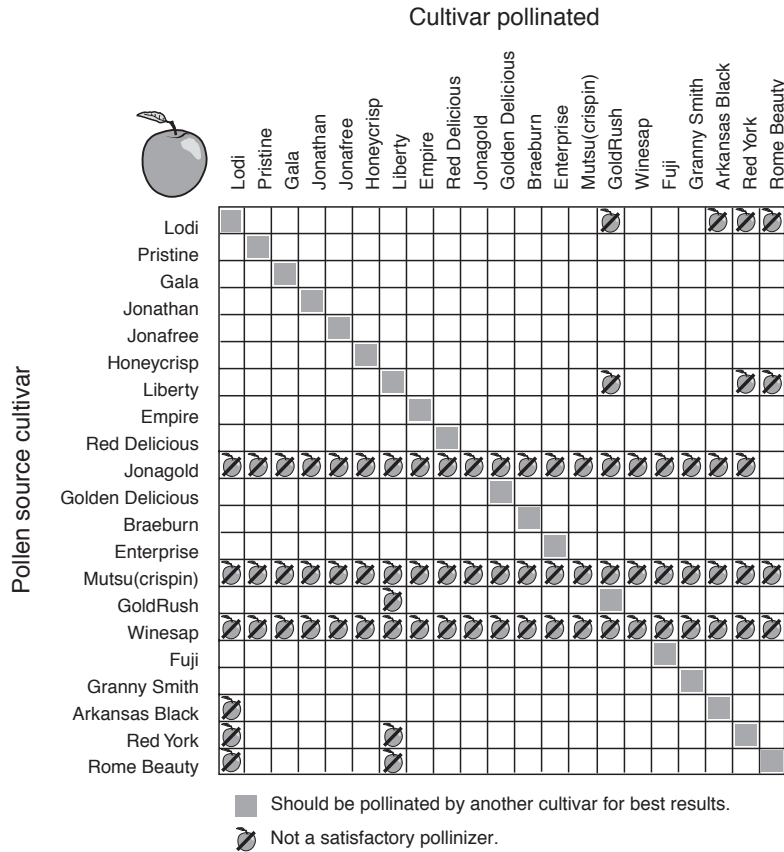 Cultivar pollinated
Lodi
Pristine
Gala
Jonathan
Jonafree
Honeycrisp
Liberty
Empire
Red Delicious
Jonagold
Golden Delicious
Braeburn
Enterprise
Mutsu(crispin)
GoldRush
Winesap
Fuji
Granny Smith
Arkansas Black
Red York
Rome Beauty
Pollen source cultivar
Lodi
Pristine
Gala
Jonathan
Jonafree
Honeycrisp
Liberty
Empire
Red Delicious
Jonagold
Golden Delicious
Braeburn
Enterprise
Mutsu(crispin)
GoldRush
Winesap
Fuji
Granny Smith
Arkansas Black
Red York
Rome Beauty
Should be pollinated by another cultivar for best results.
Not a satisfactory pollinizer.